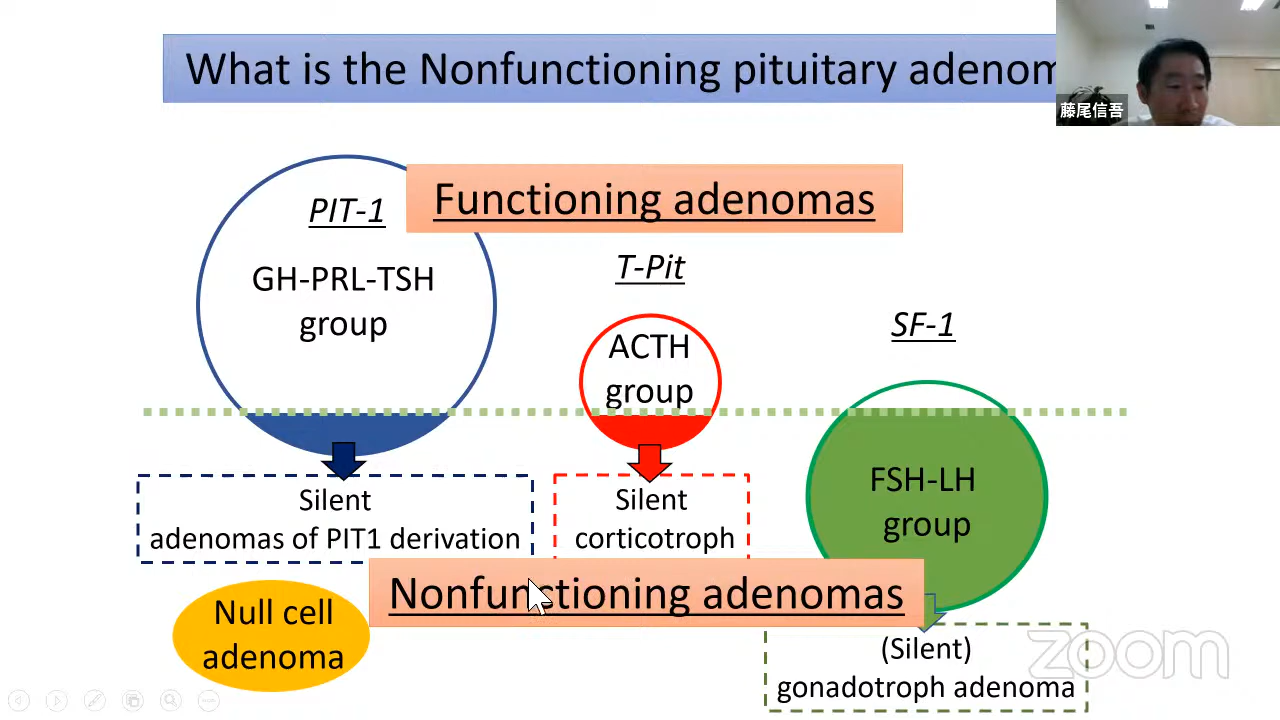 What is the Nonfunctioning pituitary adenom
藤尾信吾
Functioning adenomas
PIT-1
GH-PRL-TSH
group
T-Pit
ACTH
group
SF-1
FSH-LH
group
Silent
adenomas of PIT1 derivation
Silent
corticotroph
Nonfunctioning adenomas
Null cell
adenoma
(Silent)
gonadotroph adenoma
zoom